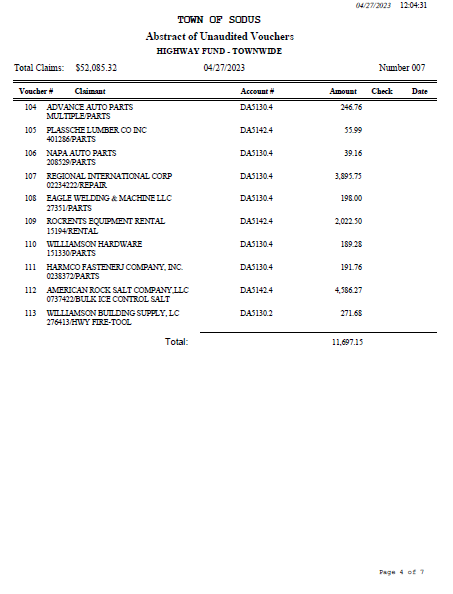 04/27/2023 12:04:31
TOWN OF SODUS
Abstract of Unaudited Vouchers
HIGHWAY FUND - TOWNWIDE
Total Claims: $52,085.32 04/27/2023 Number 007
Voucher # Claimant Account # Amount Check Date
104 ADVANCE AUTO PARTS DA5130.4 246.76
MULTIPLE/PARTS
105 PLASSCHE LUMBER CO INC DA5142.4 55.99
401286/PARTS
106 NAPA AUTO PARTS DA5130.4 39.16
208529/PARTS
107 REGIONAL INTERNATIONAL CORP DA5130.4 3,895.75
02234222/REPAIR
108 EAGLE WELDING & MACHINE LLC DA5130.4 198.00
27351/PARTS
109 ROCRENTS EQUIPMENT RENTAL DA5142.4 2,022.50
15194/RENTAL
110 WILLIAMSON HARDWARE DA5130.4 189.28
151330/PARTS
111 HARMCO FASTENERJ COMPANY, INC. DA5130.4 191.76
0238372/PARTS
112 AMERICAN ROCK SALT COMPANY,LLC DA5142.4 4,586.27
0737422/BULK ICE CONTROL SALT
113 WILLIAMSON BUILDING SUPPLY, LC DA5130.2 271.68
276413/HWY FIRE-TOOL
Total: 11,697.15
Page 4 of 7